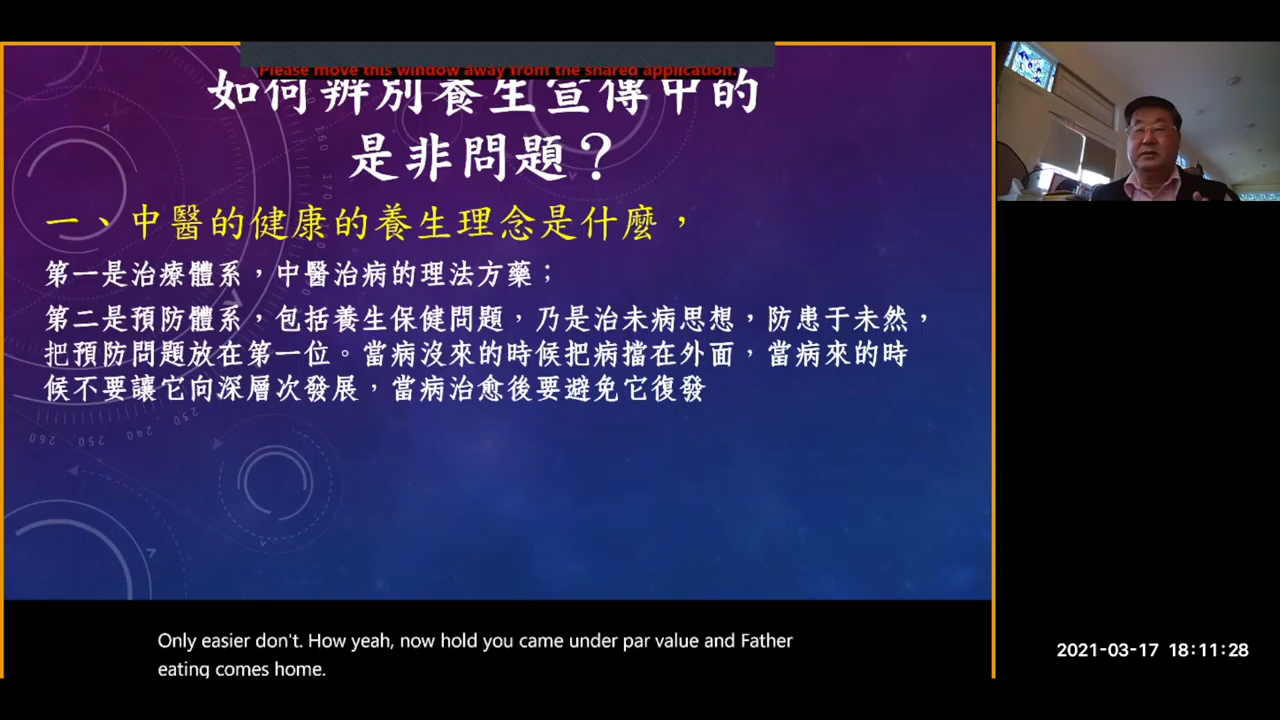 Please move this window away from the shared application.
如何辨別養生宣傳中的
是非問題？
一、中醫的健康的養生理念是什麼，
第一是治療體系，中醫治病的理法方藥；
第二是預防體系，包括養生保健問題，乃是治未病思想，防患于未然，
把預防問題放在第一位。當病沒來的時候把病擋在外面，當病來的時
候不要讓它向深層次發展，當病治愈後要避免它復發
160
170
260
250
240
230
Only easier don't. How yeah, now hold you came under par value and Father
eating comes home.
2021-03-17 18:11:28